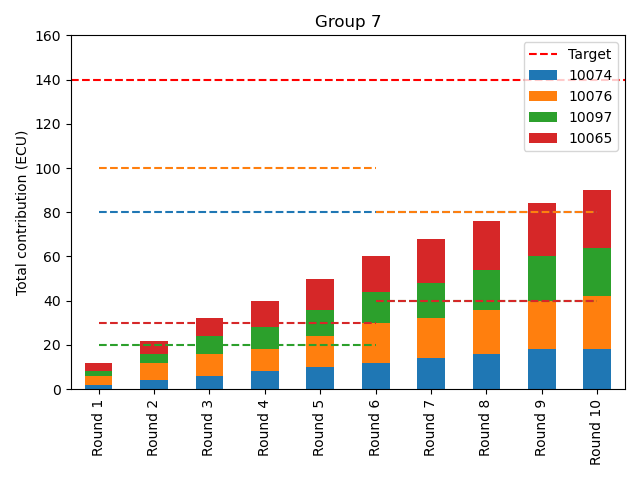 Group 7
Total contribution (ECU)
160
140
120
100
80
60
40
20
0
Target
10074
10076
10097
10065
Round 1
Round 2
Round 3
Round 4
Round 5
Round 6
Round 7
Round 8
Round 9
Round 10